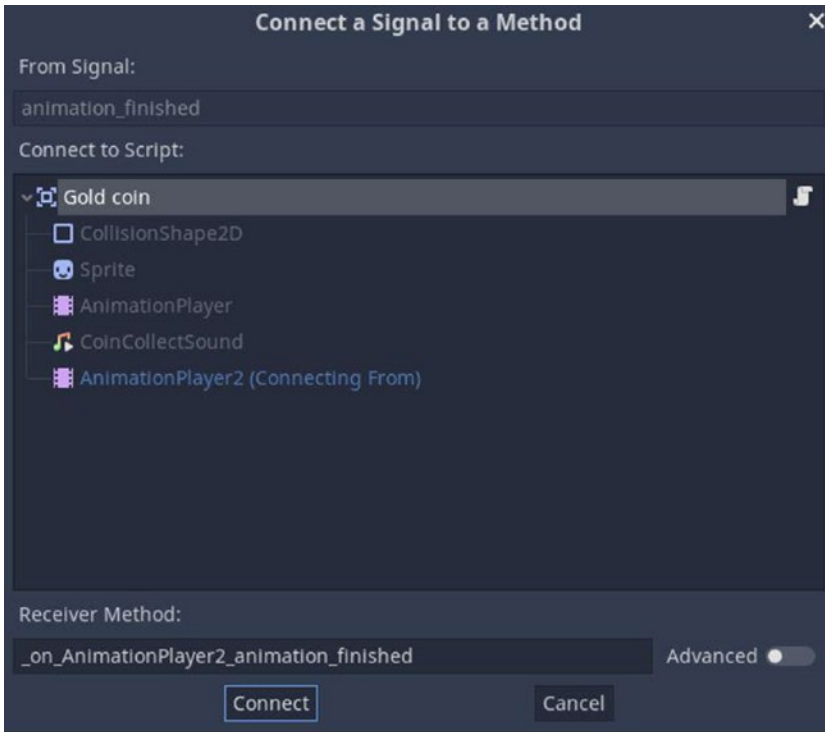 Connect a Signal to a Method
From Signal:
animation_finished
Connect to Script:
Gold coin
CollisionShape2D
Sprite
AnimationPlayer
CoinCollectSound
AnimationPlayer2 (Connecting From)
Receiver Method:
_on_AnimationPlayer2_animation_finished Advanced
Connect Cancel